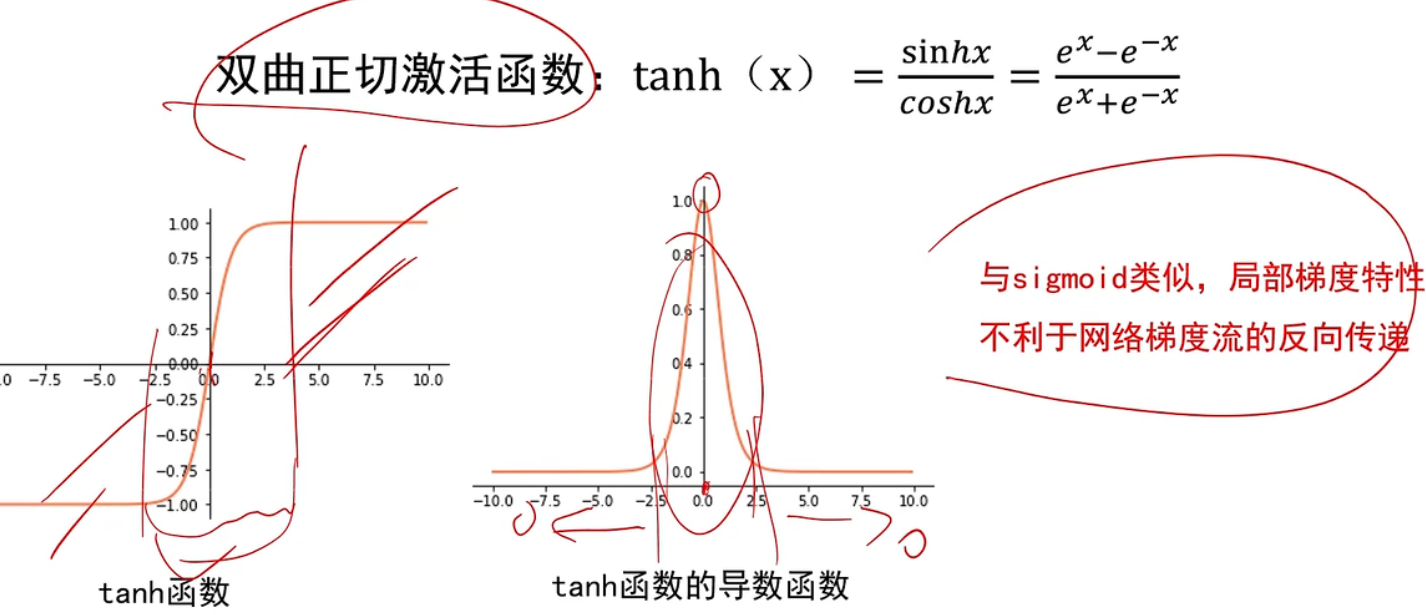 双曲正切激活函数：tanh（x） = sinhx/coshx = (e^x−e^−x)/(e^x+e^−x)
1.00
0.75
0.50
0.25
0.00
−0.25
−0.50
−0.75
−1.00
.0 −7.5 −5.0 −2.5 0.0 2.5 5.0 7.5 10.0
tanh函数
1.0
0.8
0.6
0.4
0.2
0.0
−10.0 −7.5 −5.0 −2.5 0.0 2.5 5.0 7.5 10.0
0 0
tanh函数的导数函数
与sigmoid类似，局部梯度特性
不利于网络梯度流的反向传递